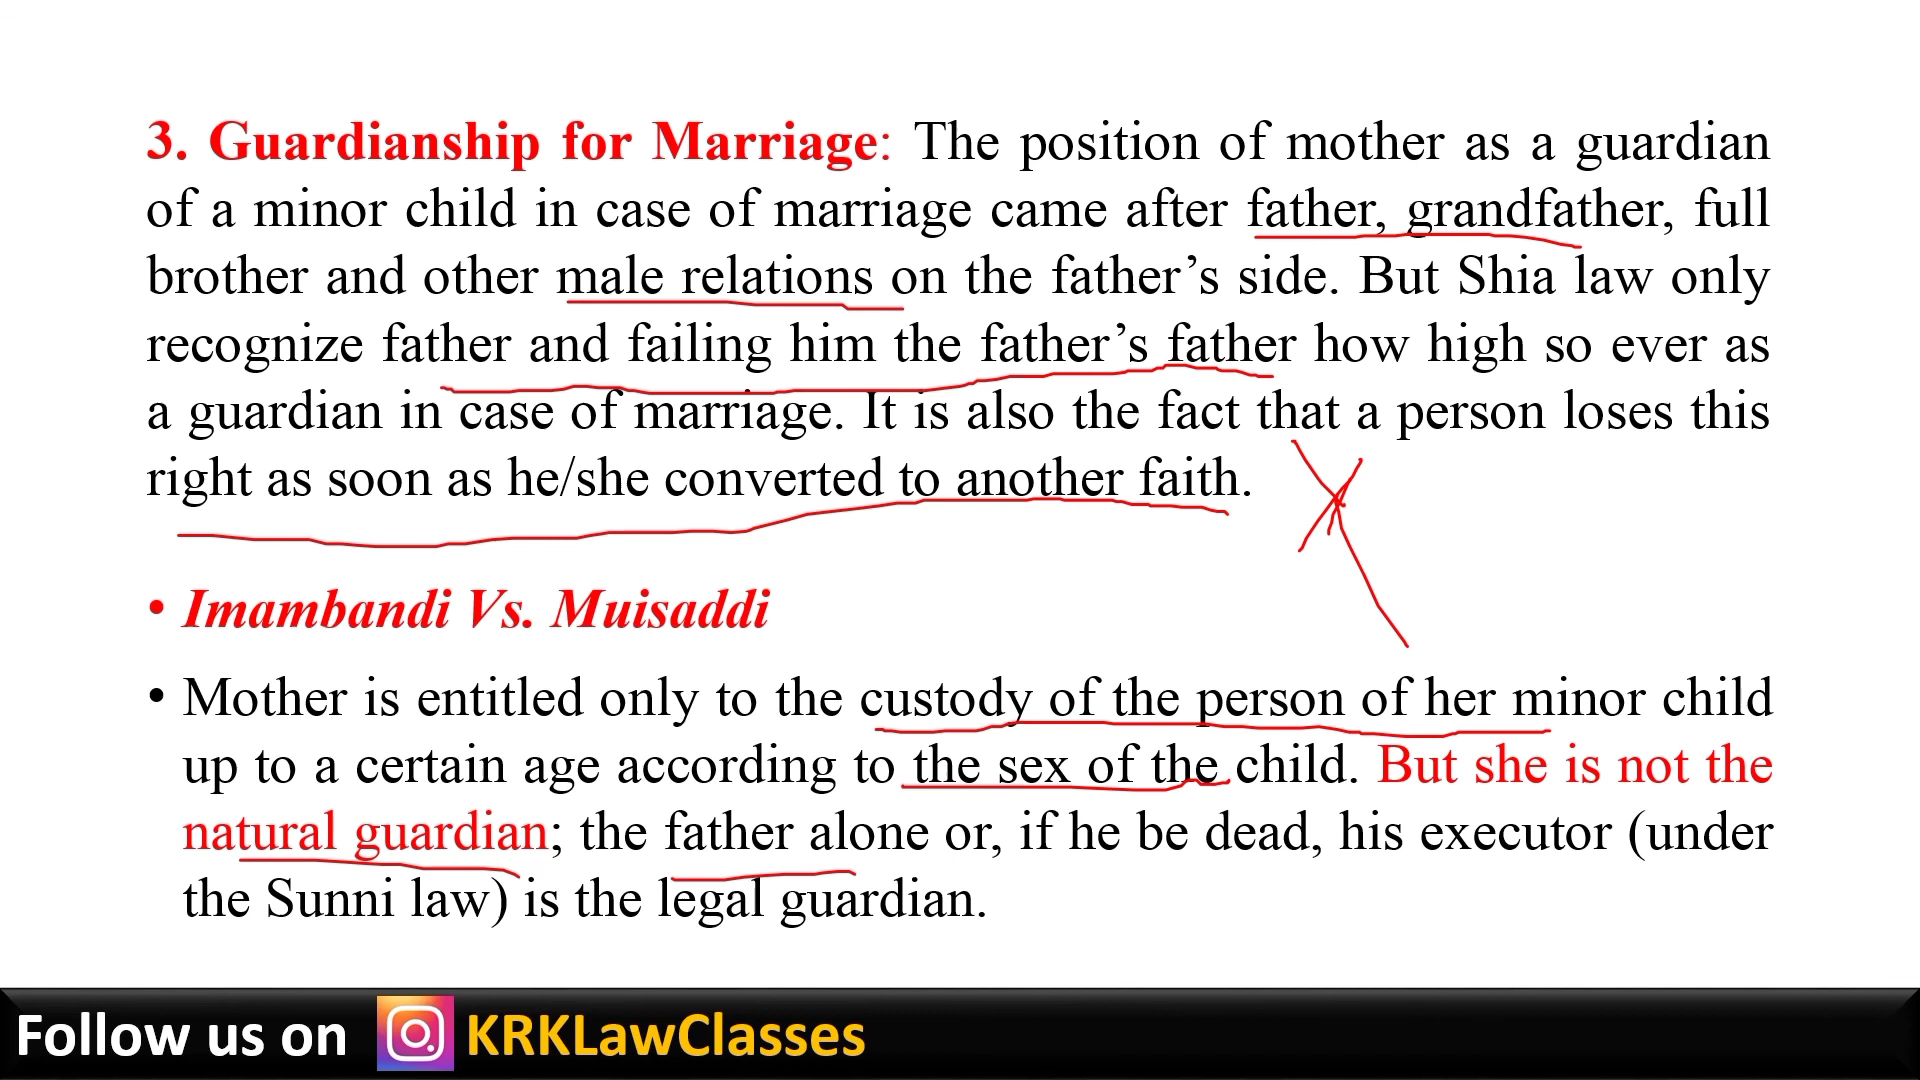 3. Guardianship for Marriage: The position of mother as a guardian
of a minor child in case of marriage came after father, grandfather, full
brother and other male relations on the father’s side. But Shia law only
recognize father and failing him the father’s father how high so ever as
a guardian in case of marriage. It is also the fact that a person loses this
right as soon as he/she converted to another faith.
• Imambandi Vs. Muisaddi
• Mother is entitled only to the custody of the person of her minor child
up to a certain age according to the sex of the child. But she is not the
natural guardian; the father alone or, if he be dead, his executor (under
the Sunni law) is the legal guardian.
Follow us on KRKLawClasses